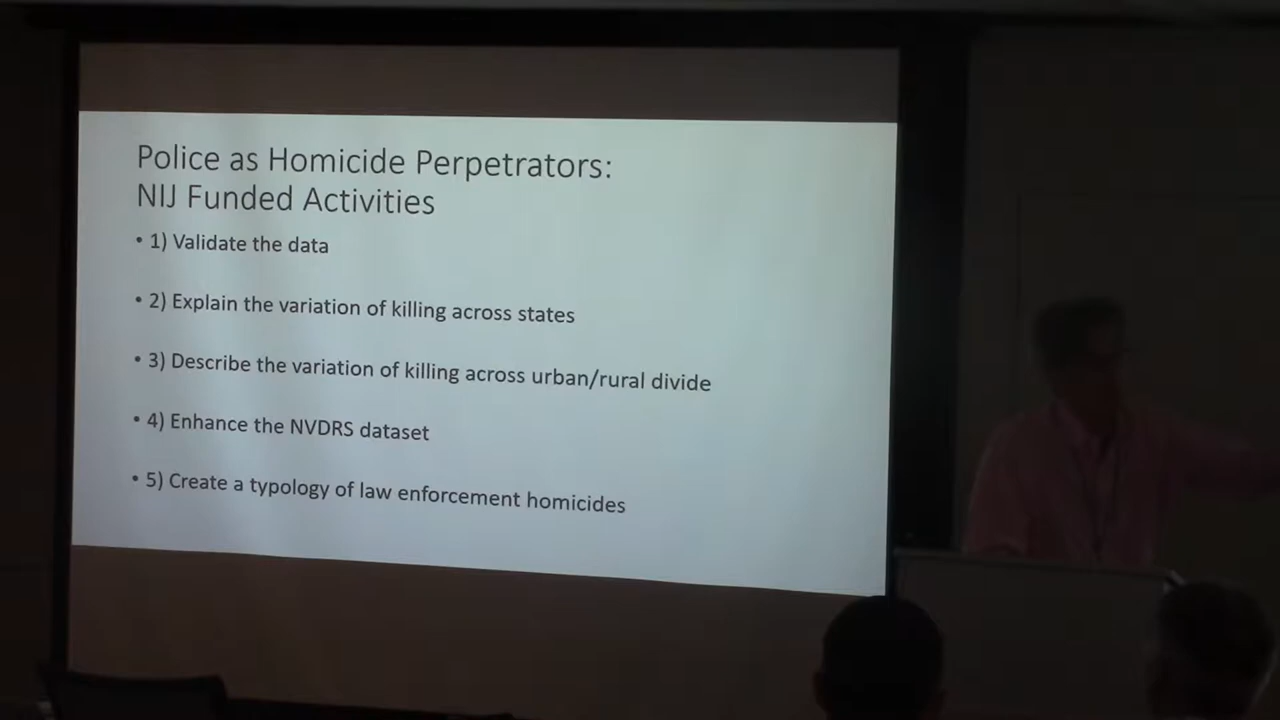 Police as Homicide Perpetrators:
NIJ Funded Activities
• 1) Validate the data
• 2) Explain the variation of killing across states
• 3) Describe the variation of killing across urban/rural divide
• 4) Enhance the NVDRS dataset
• 5) Create a typology of law enforcement homicides